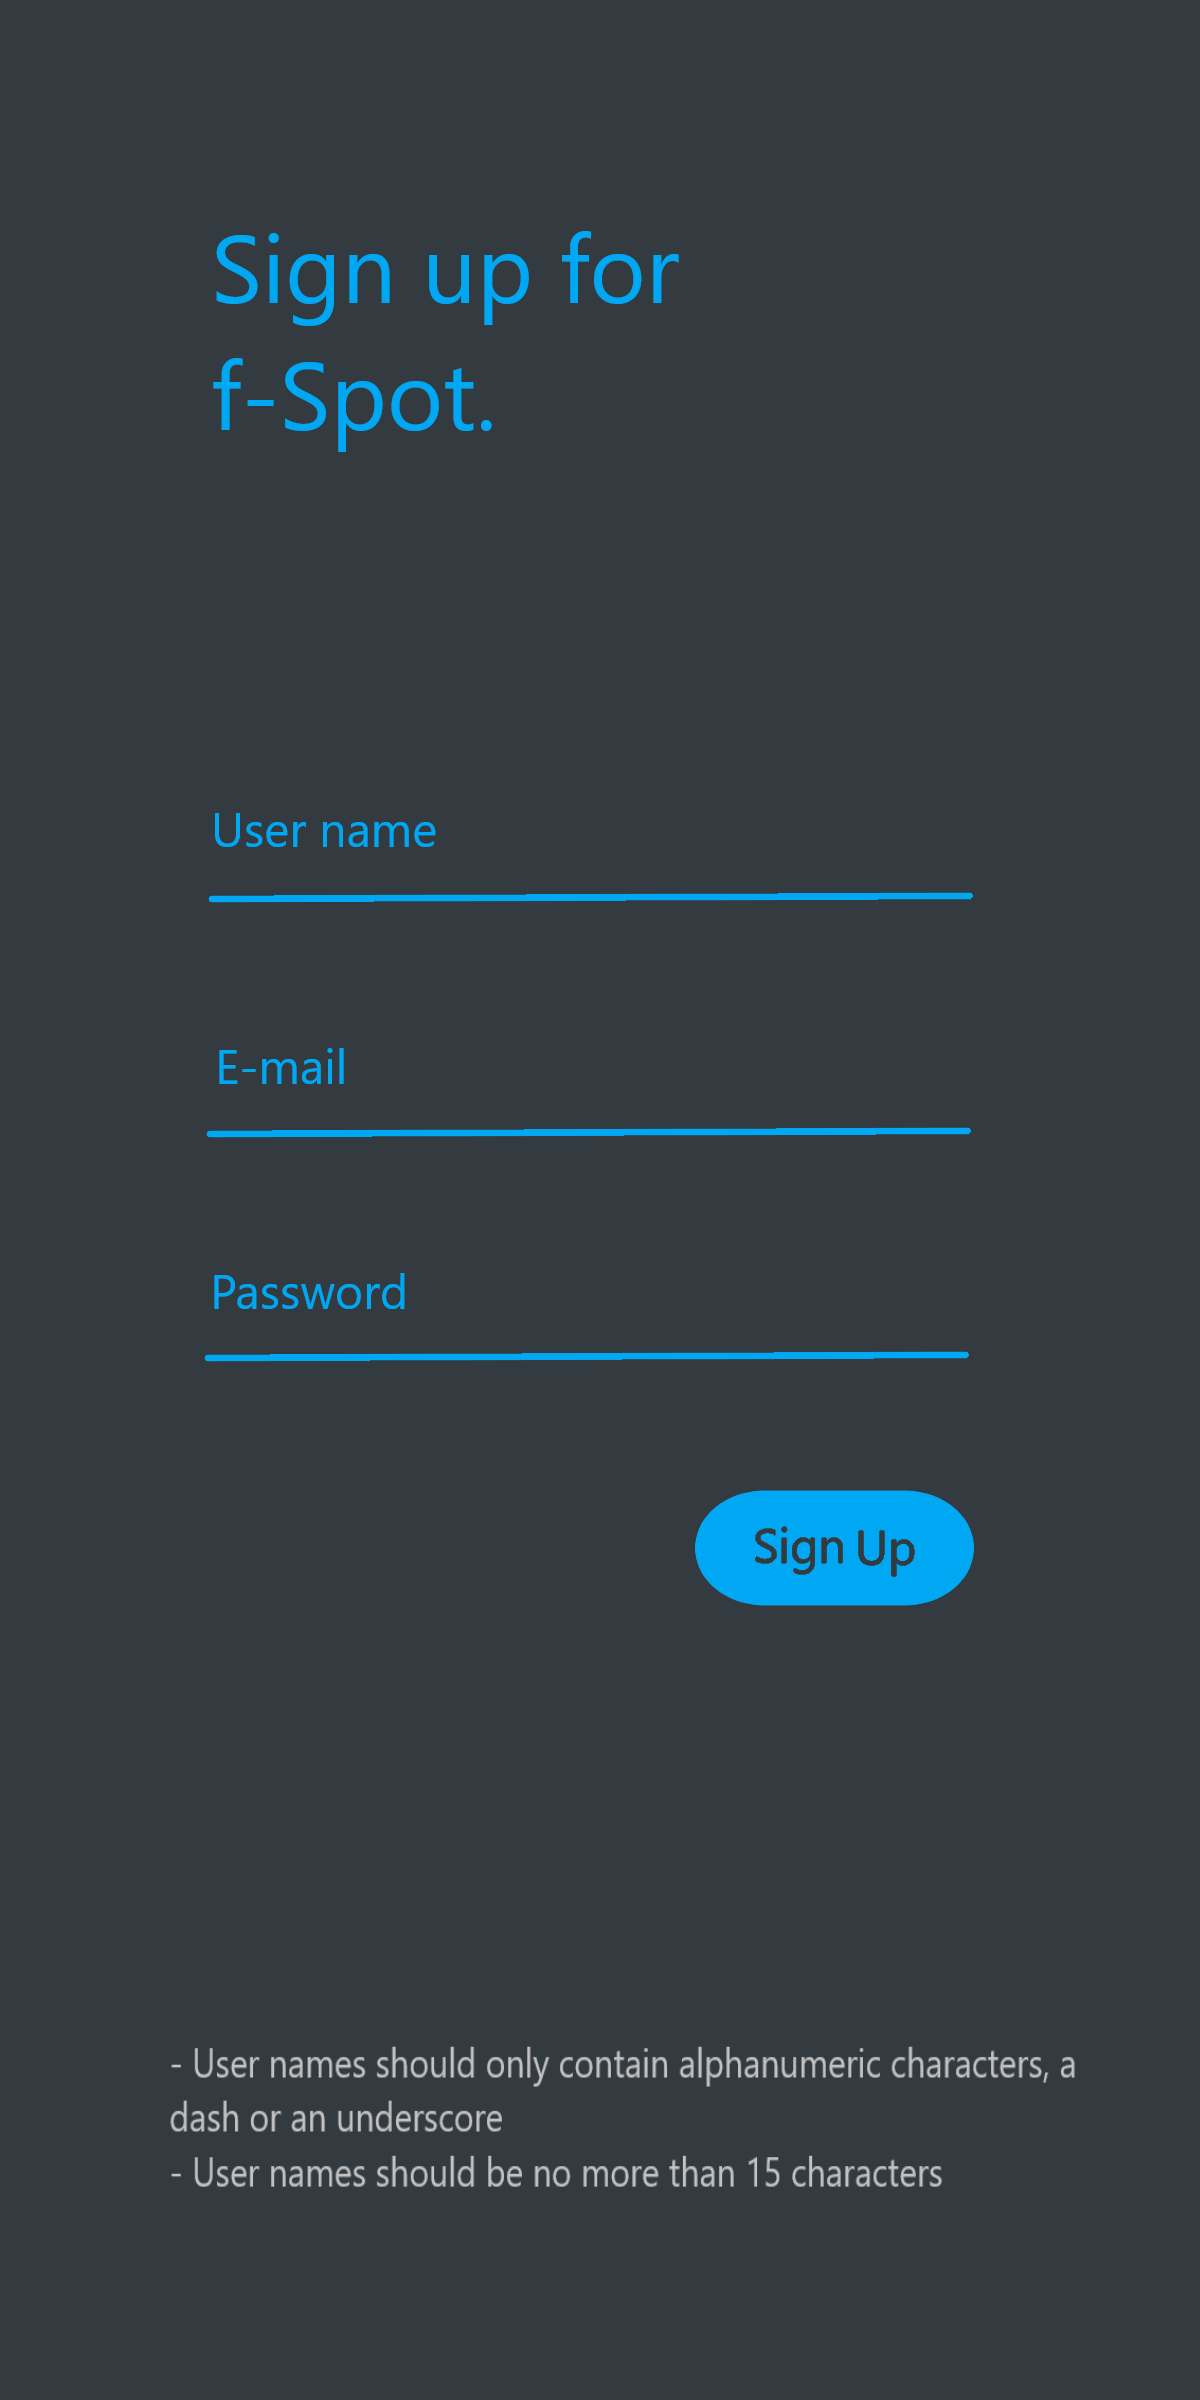 Sign up for
f-Spot.
User name
E-mail
Password
Sign Up
- User names should only contain alphanumeric characters, a
dash or an underscore
- User names should be no more than 15 characters